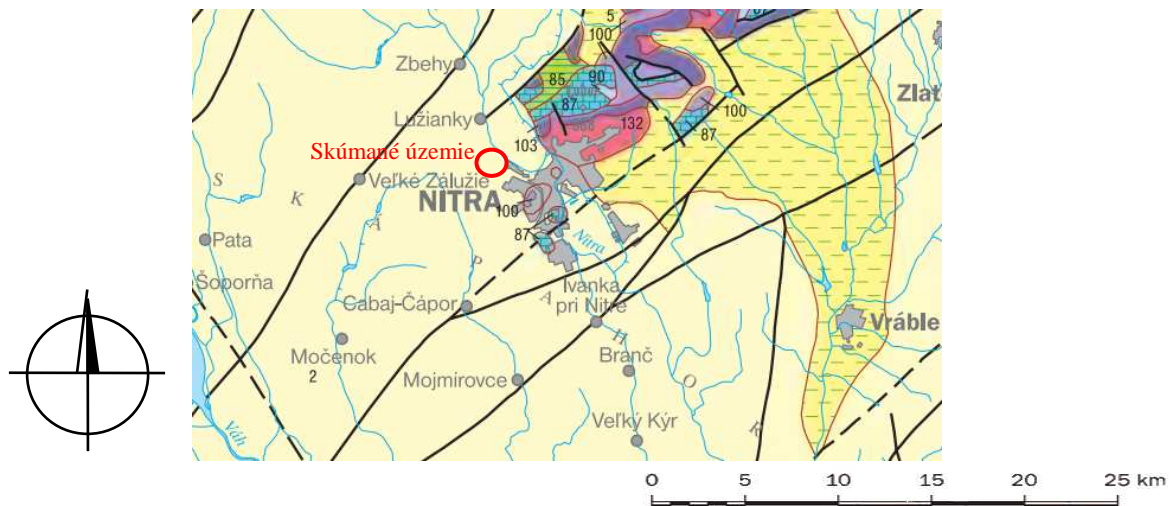 5
100
Zbehy
85
90
87
Zlat
Lužianky
100
103
132
87
Skúmané územie
Veľké Zálužie
S
K
Á
P
A
H
O
K
NITRA
100
87
Nitra
Pata
Šoporňa
Ivanka
pri Nitre
Cabaj-Čápor
Vráble
Močenok
2
Branč
Mojmírovce
Váh
Veľký Kýr
0 5 10 15 20 25 km